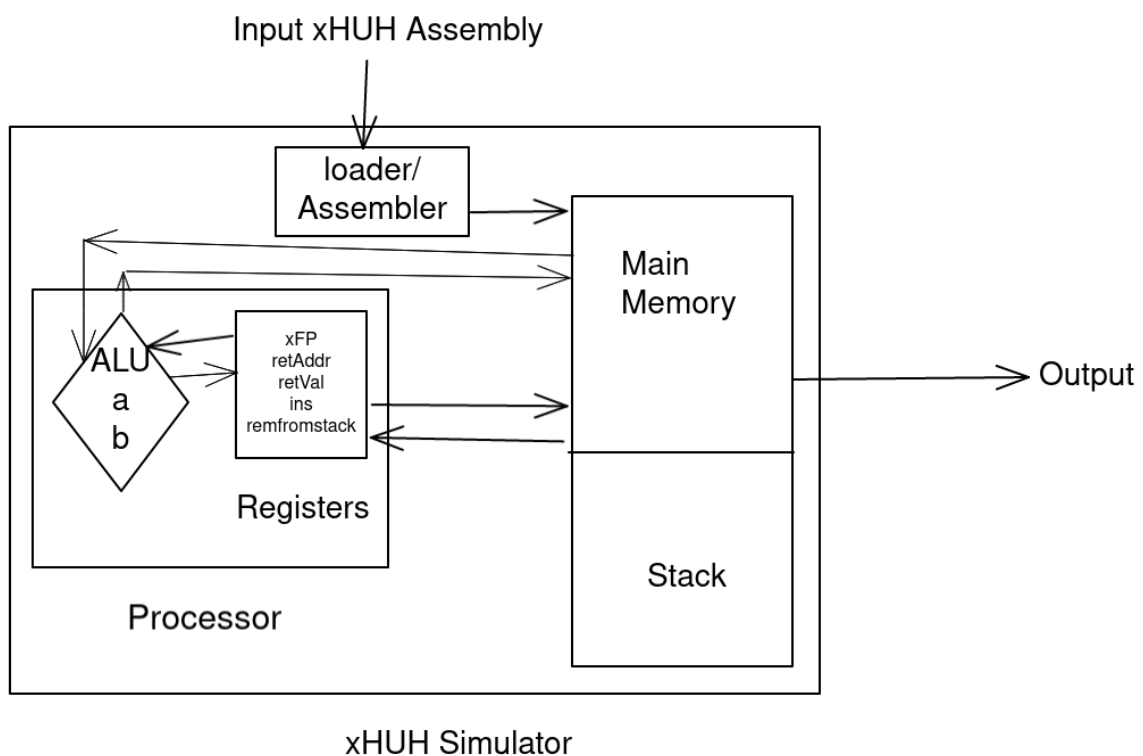 Input xHUH Assembly
loader/
Assembler
Main
Memory
ALU
a
b
xFP
retAddr
retVal
ins
remfromstack
Registers
Processor
Stack
Output
xHUH Simulator